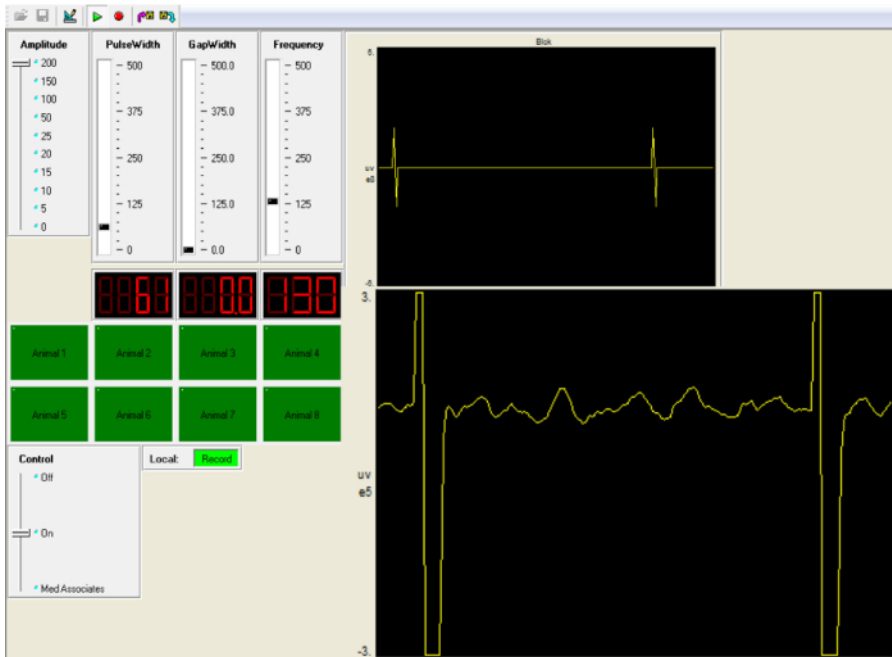 Amplitude
200
150
100
50
25
20
15
10
5
0
PulseWidth
500
375
250
125
0
GapWidth
500.0
375.0
250.0
125.0
0.0
Frequency
500
375
250
125
0
61
0.0
130
Animal 1
Animal 2
Animal 3
Animal 4
Animal 5
Animal 6
Animal 7
Animal 8
Control
Off
On
Med Associates
Local:
Record
Blok
6.
uv
e5
-6.
3.
uv
e5
-3.